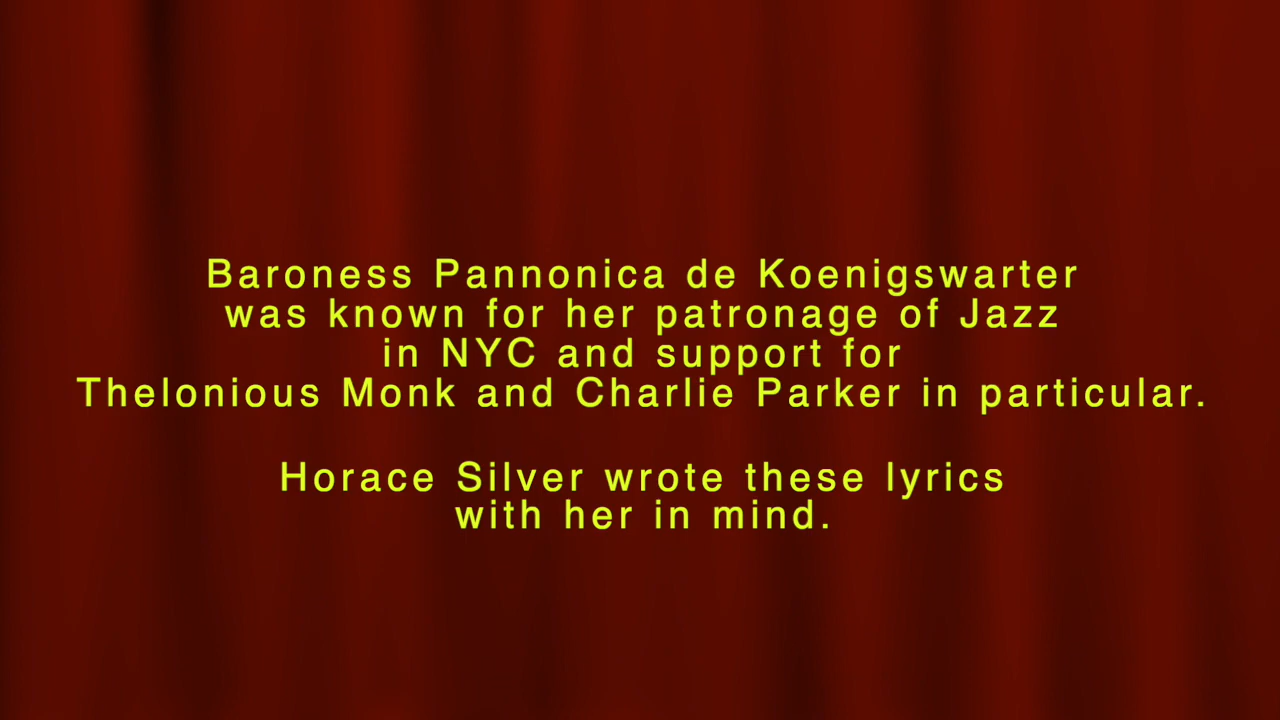 Baroness Pannonica de Koenigswarter
was known for her patronage of Jazz
in NYC and support for
Thelonious Monk and Charlie Parker in particular.
Horace Silver wrote these lyrics
with her in mind.